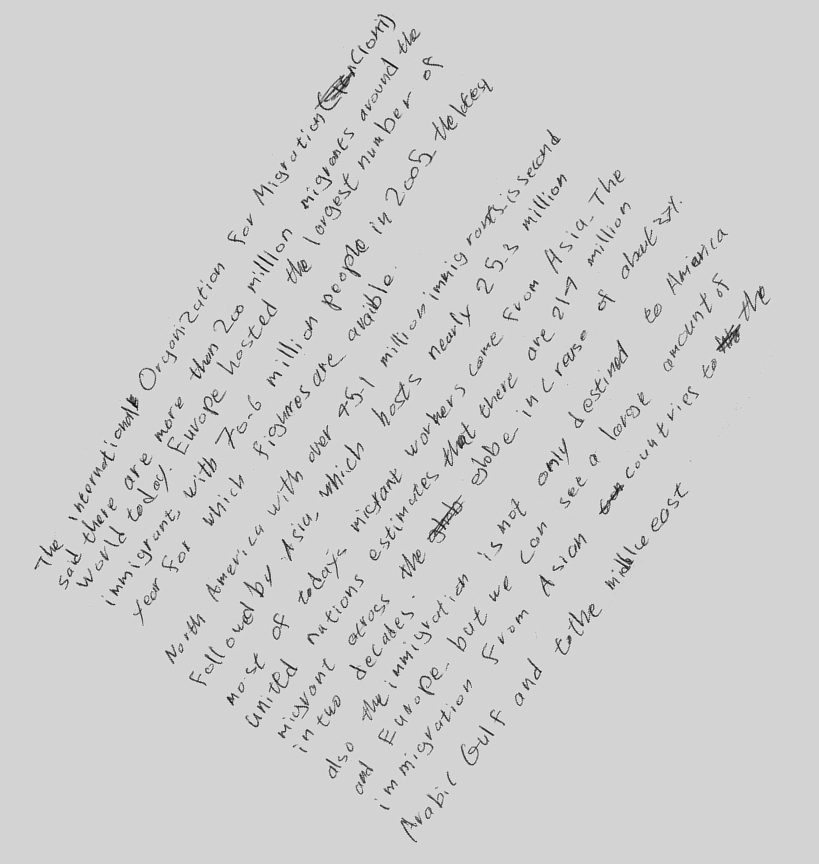 The International Organization for Migration (IOM)
said there are more than 200 million migrants around the
world today. Europe hosted the largest number of
immigrant, with 70.6 million people in 2005, the latest
year for which figures are avaible.
North America with over 45.1 million immigrants is second
followed by Asia, which hosts nearly 25.3 million
most of todays migrant workers come from Asia. The
united nations estimates that there are 214 million
migrant across the globe increase of about 37%.
in two decades.
also the immigration is not only destined to America
and Europe. but we can see a large amount of
immigration from Asian countries to the
Arabic Gulf and to the middle east